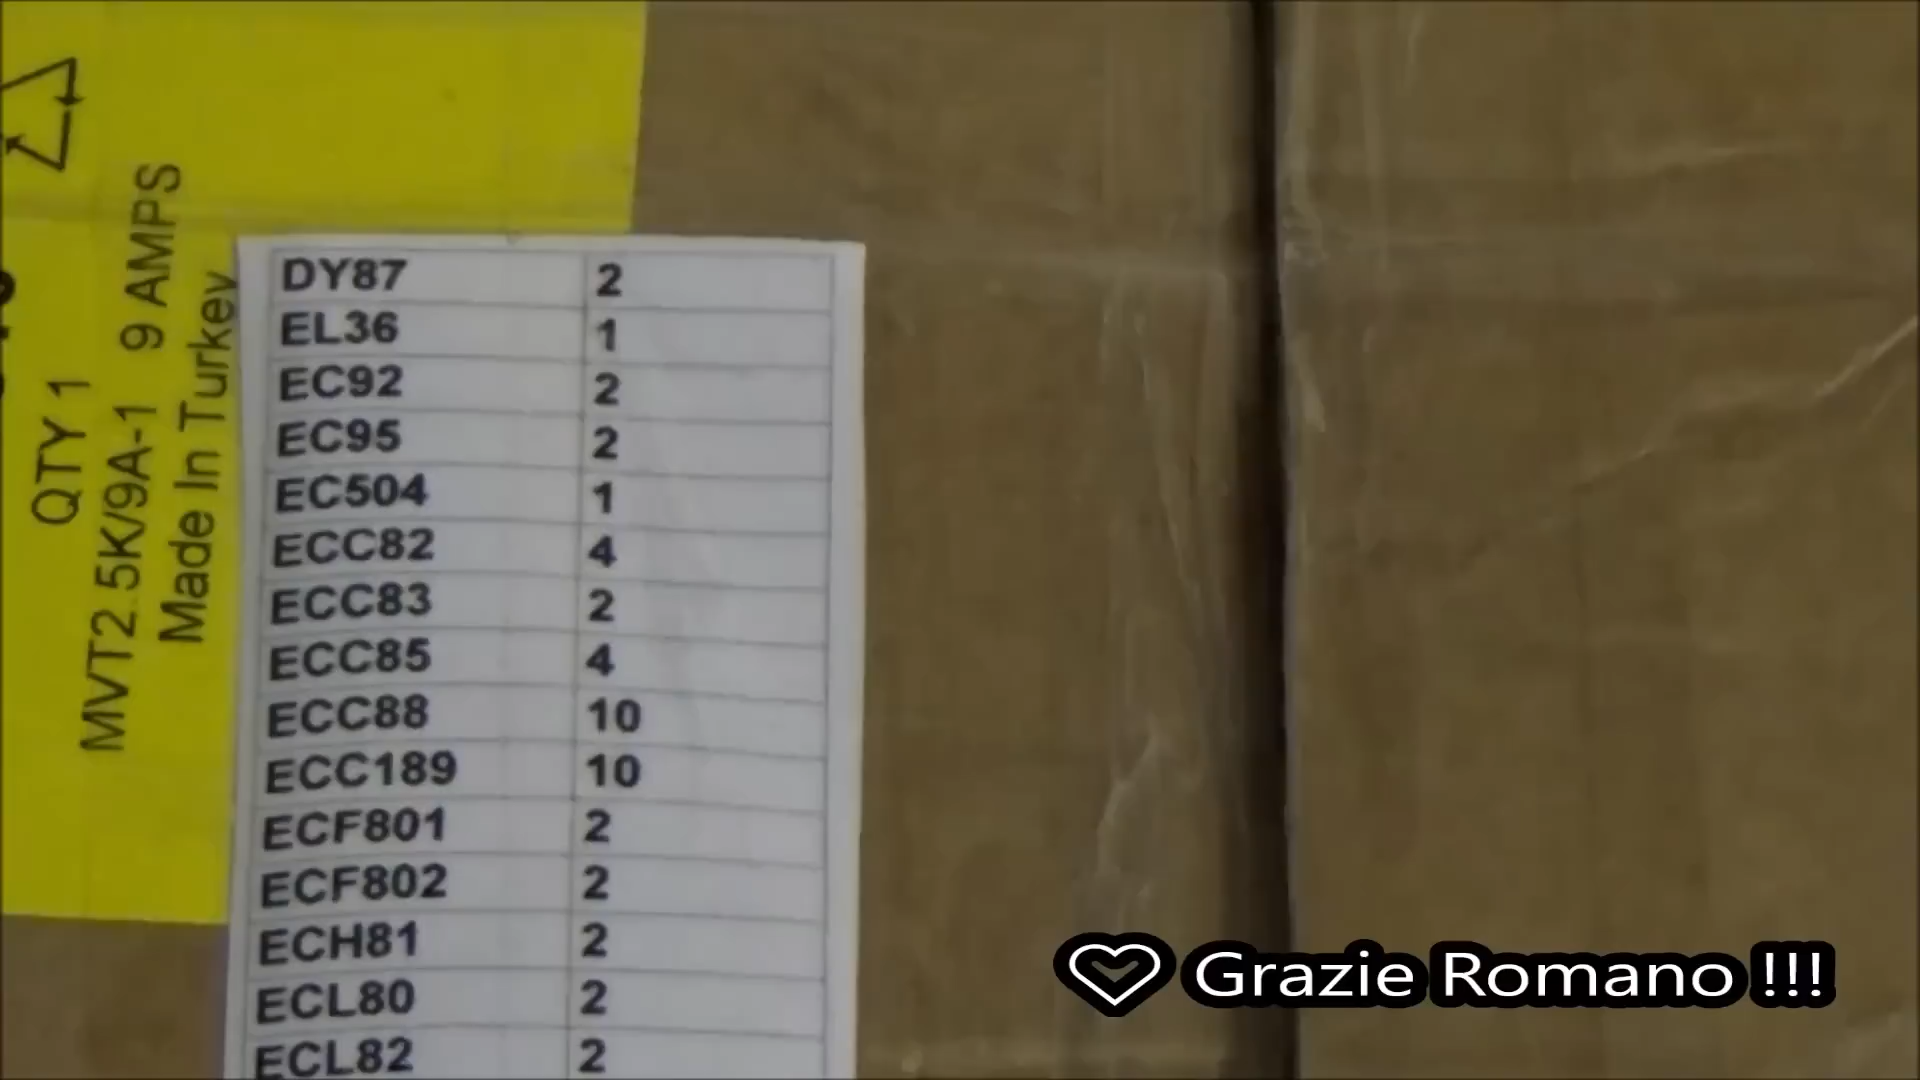 QTY 1
MVT2.5K/9A-1 9 AMPS
Made In Turkey
DY87 2
EL36 1
EC92 2
EC95 2
EC504 1
ECC82 4
ECC83 2
ECC85 4
ECC88 10
ECC189 10
ECF801 2
ECF802 2
ECH81 2
ECL80 2
ECL82 2
Grazie Romano !!!